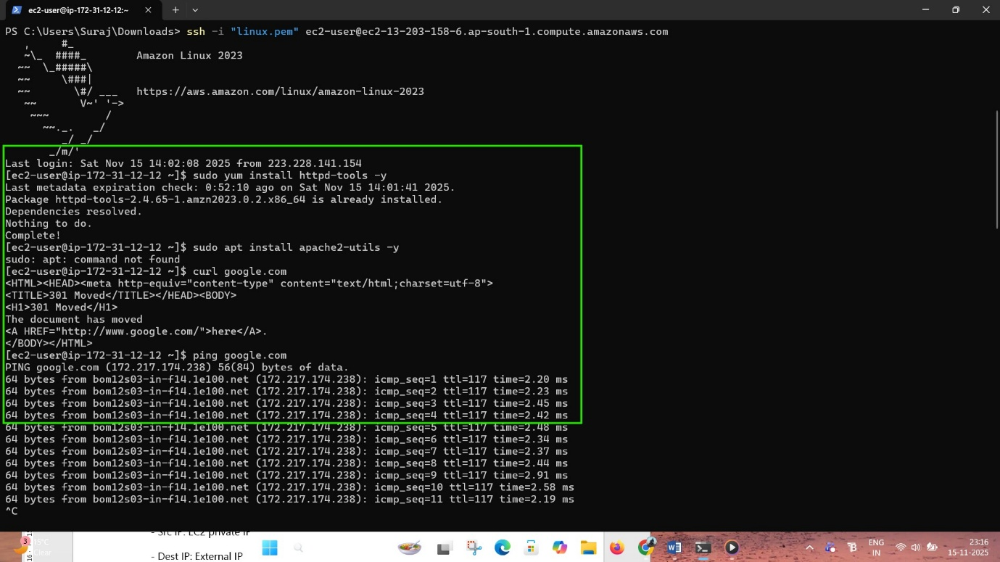 ec2-user@ip-172-31-12-12:~
PS C:\Users\Suraj\Downloads> ssh -i "linux.pem" ec2-user@ec2-13-203-158-6.ap-south-1.compute.amazonaws.com
   ,     #_
   ~\_  ####_        Amazon Linux 2023
  ~~  \_#####\
  ~~     \###|
  ~~       \#/ ___   https://aws.amazon.com/linux/amazon-linux-2023
   ~~       V~' '->
    ~~~         /
      ~~._.   _/
         _/ _/
       _/m/'
Last login: Sat Nov 15 14:02:08 2025 from 223.228.141.154
[ec2-user@ip-172-31-12-12 ~]$ sudo yum install httpd-tools -y
Last metadata expiration check: 0:52:10 ago on Sat Nov 15 14:01:41 2025.
Package httpd-tools-2.4.65-1.amzn2023.0.2.x86_64 is already installed.
Dependencies resolved.
Nothing to do.
Complete!
[ec2-user@ip-172-31-12-12 ~]$ sudo apt install apache2-utils -y
sudo: apt: command not found
[ec2-user@ip-172-31-12-12 ~]$ curl google.com
<HTML><HEAD><meta http-equiv="content-type" content="text/html;charset=utf-8">
<TITLE>301 Moved</TITLE></HEAD><BODY>
<H1>301 Moved</H1>
The document has moved
<A HREF="http://www.google.com/">here</A>.
</BODY></HTML>
[ec2-user@ip-172-31-12-12 ~]$ ping google.com
PING google.com (172.217.174.238) 56(84) bytes of data.
64 bytes from bom12s03-in-f14.1e100.net (172.217.174.238): icmp_seq=1 ttl=117 time=2.20 ms
64 bytes from bom12s03-in-f14.1e100.net (172.217.174.238): icmp_seq=2 ttl=117 time=2.23 ms
64 bytes from bom12s03-in-f14.1e100.net (172.217.174.238): icmp_seq=3 ttl=117 time=2.45 ms
64 bytes from bom12s03-in-f14.1e100.net (172.217.174.238): icmp_seq=4 ttl=117 time=2.42 ms
64 bytes from bom12s03-in-f14.1e100.net (172.217.174.238): icmp_seq=5 ttl=117 time=2.48 ms
64 bytes from bom12s03-in-f14.1e100.net (172.217.174.238): icmp_seq=6 ttl=117 time=2.34 ms
64 bytes from bom12s03-in-f14.1e100.net (172.217.174.238): icmp_seq=7 ttl=117 time=2.37 ms
64 bytes from bom12s03-in-f14.1e100.net (172.217.174.238): icmp_seq=8 ttl=117 time=2.44 ms
64 bytes from bom12s03-in-f14.1e100.net (172.217.174.238): icmp_seq=9 ttl=117 time=2.91 ms
64 bytes from bom12s03-in-f14.1e100.net (172.217.174.238): icmp_seq=10 ttl=117 time=2.58 ms
64 bytes from bom12s03-in-f14.1e100.net (172.217.174.238): icmp_seq=11 ttl=117 time=2.19 ms
^C
- Src IP: EC2 private IP
- Dest IP: External IP
3
15°C
Clear
ENG
IN
23:16
15-11-2025